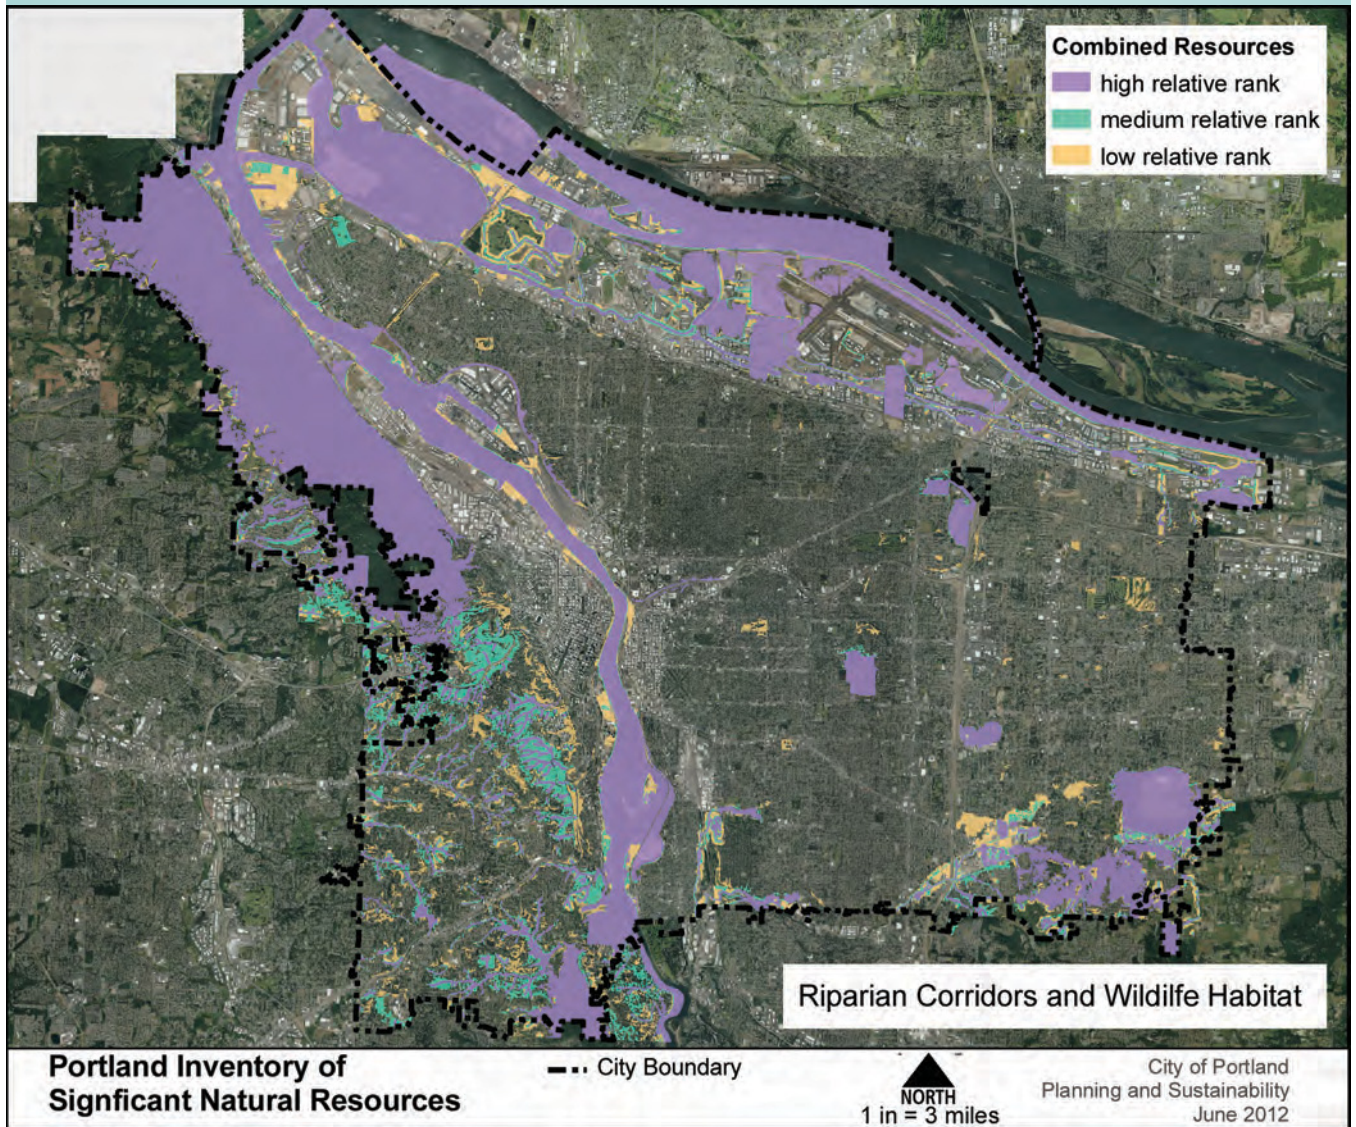 Combined Resources
high relative rank
medium relative rank
low relative rank
Riparian Corridors and Wildilfe Habitat
Portland Inventory of
Signficant Natural Resources
City Boundary
NORTH
1 in = 3 miles
City of Portland
Planning and Sustainability
June 2012